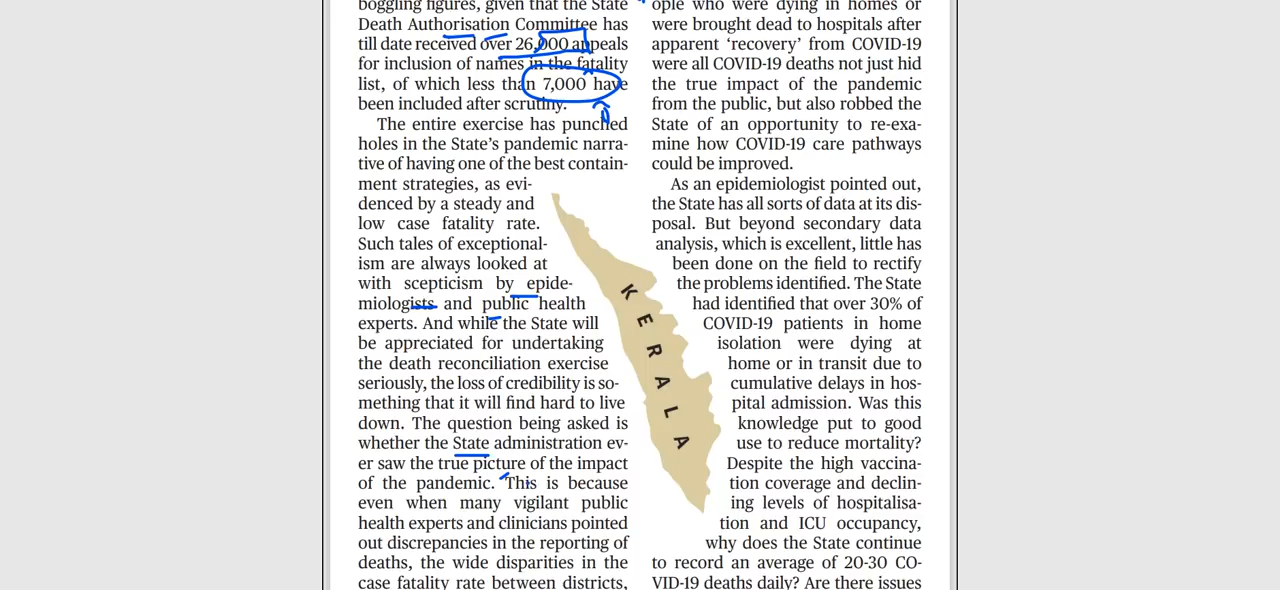 boggling figures, given that the State
Death Authorisation Committee has
till date received over 26,000 appeals
for inclusion of names in the fatality
list, of which less than 7,000 have
been included after scrutiny.
The entire exercise has punched
holes in the State's pandemic narra-
tive of having one of the best contain-
ment strategies, as evi-
denced by a steady and
low case fatality rate.
Such tales of exceptional-
ism are always looked at
with scepticism by epide-
miologists and public health
experts. And while the State will
be appreciated for undertaking
the death reconciliation exercise
seriously, the loss of credibility is so-
mething that it will find hard to live
down. The question being asked is
whether the State administration ev-
er saw the true picture of the impact
of the pandemic. This is because
even when many vigilant public
health experts and clinicians pointed
out discrepancies in the reporting of
deaths, the wide disparities in the
case fatality rate between districts,
KERALA
ople who were dying in homes or
were brought dead to hospitals after
apparent ‘recovery’ from COVID-19
were all COVID-19 deaths not just hid
the true impact of the pandemic
from the public, but also robbed the
State of an opportunity to re-exa-
mine how COVID-19 care pathways
could be improved.
As an epidemiologist pointed out,
the State has all sorts of data at its dis-
posal. But beyond secondary data
analysis, which is excellent, little has
been done on the field to rectify
the problems identified. The State
had identified that over 30% of
COVID-19 patients in home
isolation were dying at
home or in transit due to
cumulative delays in hos-
pital admission. Was this
knowledge put to good
use to reduce mortality?
Despite the high vaccina-
tion coverage and declin-
ing levels of hospitalisa-
tion and ICU occupancy,
why does the State continue
to record an average of 20-30 CO-
VID-19 deaths daily? Are there issues